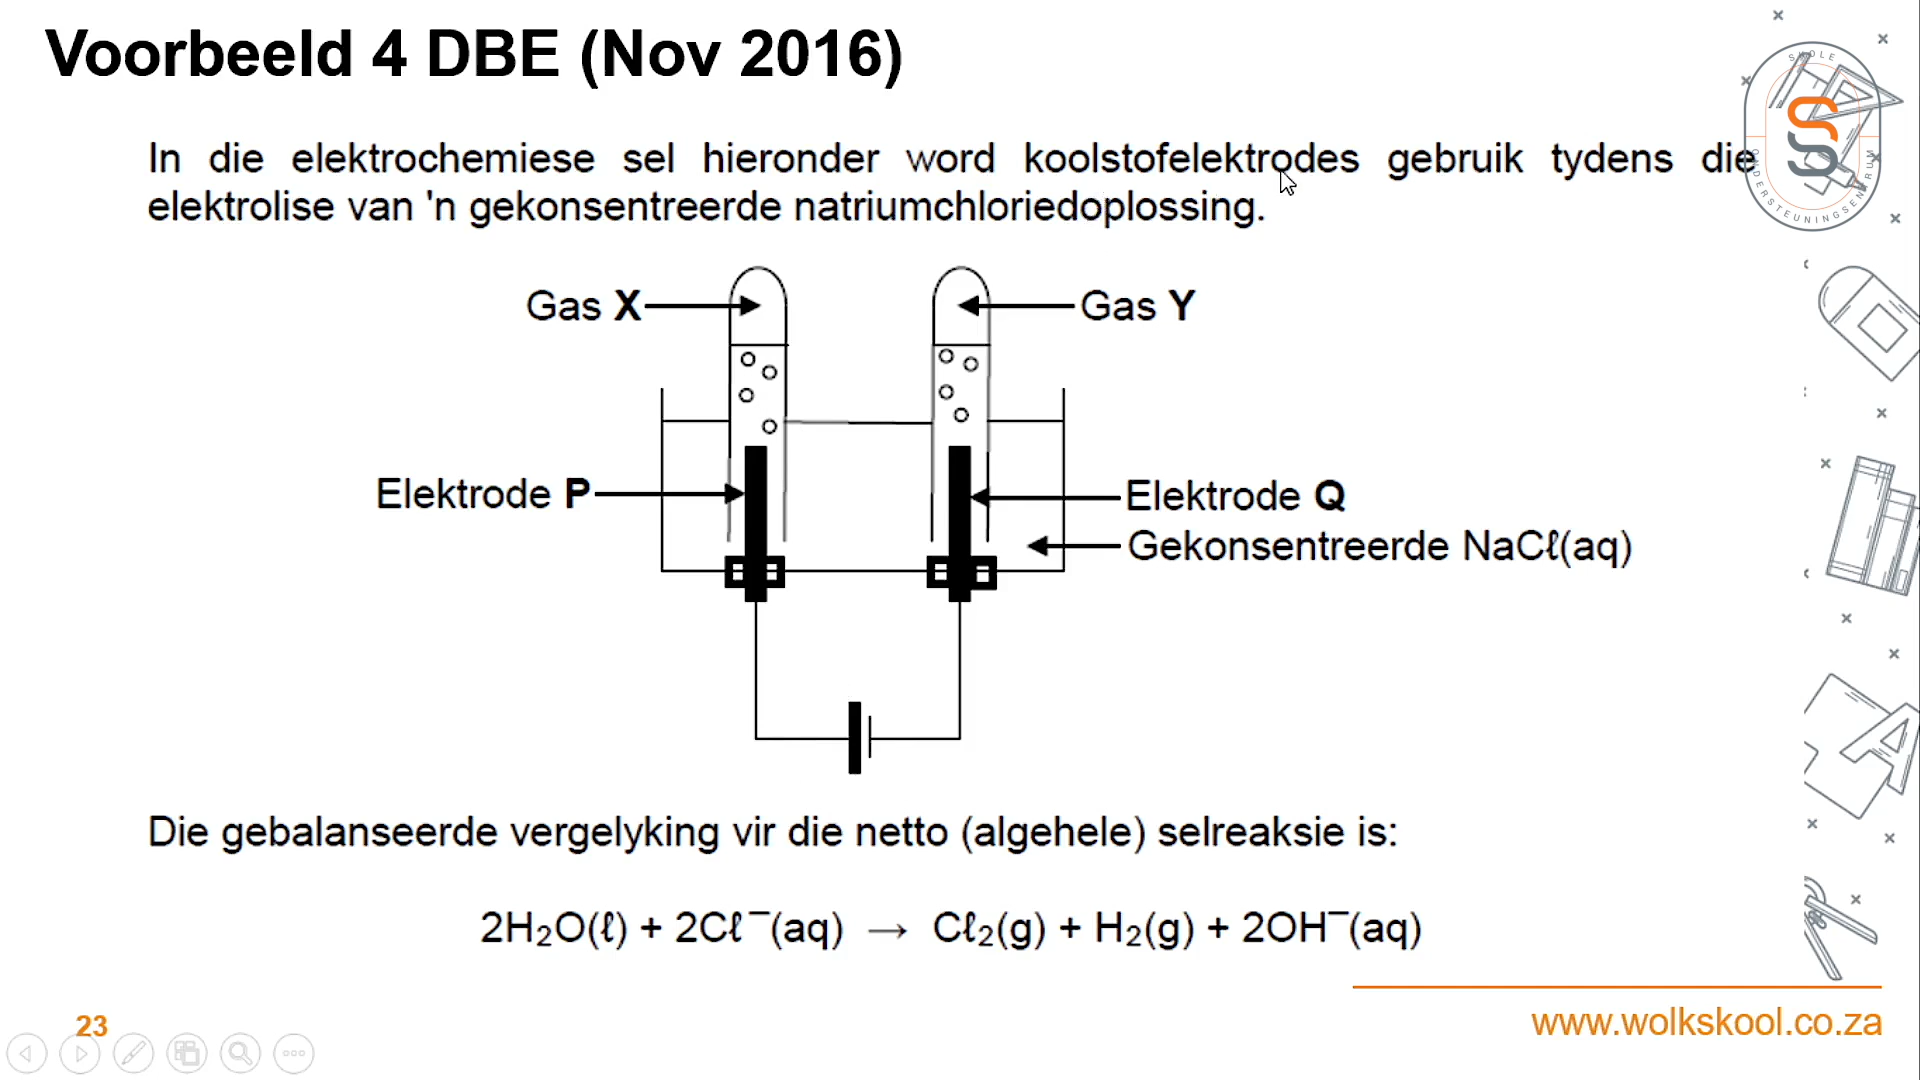 Voorbeeld 4 DBE (Nov 2016)
In die elektrochemiese sel hieronder word koolstofelektrodes gebruik tydens die
elektrolise van 'n gekonsentreerde natriumchloriedoplossing.
Gas X
Gas Y
Elektrode P
Elektrode Q
Gekonsentreerde NaCℓ(aq)
Die gebalanseerde vergelyking vir die netto (algehele) selreaksie is:
2H₂O(ℓ) + 2Cℓ⁻(aq) → Cℓ₂(g) + H₂(g) + 2OH⁻(aq)
23
www.wolkskool.co.za
SKOLE
ONDERSTEUNINGSENTRUM